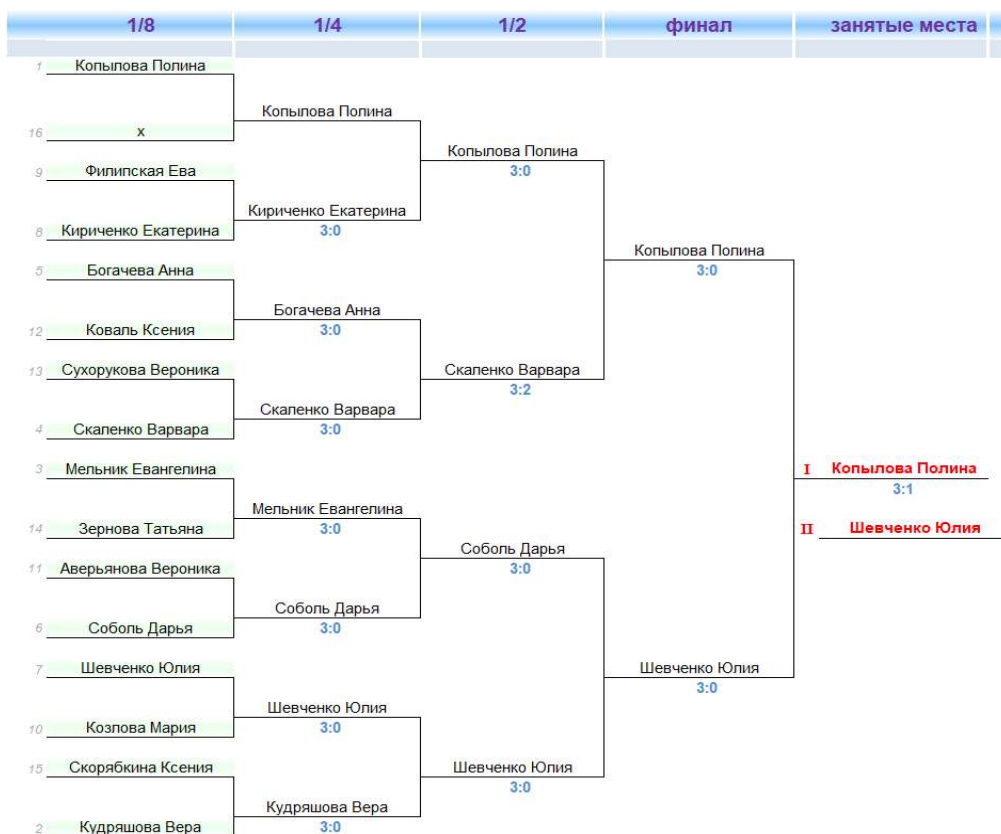 1/8 1/4 1/2 финал занятые места
1 Копылова Полина
Копылова Полина
16 x
Копылова Полина
3:0
9 Филипская Ева
Кириченко Екатерина
3:0
8 Кириченко Екатерина
Копылова Полина
3:0
5 Богачева Анна
Богачева Анна
3:0
12 Коваль Ксения
Скаленко Варвара
3:2
13 Сухорукова Вероника
Скаленко Варвара
3:0
4 Скаленко Варвара
I Копылова Полина
3:1
3 Мельник Евангелина
Мельник Евангелина
3:0
14 Зернова Татьяна
II Шевченко Юлия
Соболь Дарья
3:0
11 Аверьянова Вероника
Соболь Дарья
3:0
6 Соболь Дарья
7 Шевченко Юлия
Шевченко Юлия
3:0
Шевченко Юлия
3:0
10 Козлова Мария
Шевченко Юлия
3:0
15 Скорябкина Ксения
Кудряшова Вера
3:0
2 Кудряшова Вера